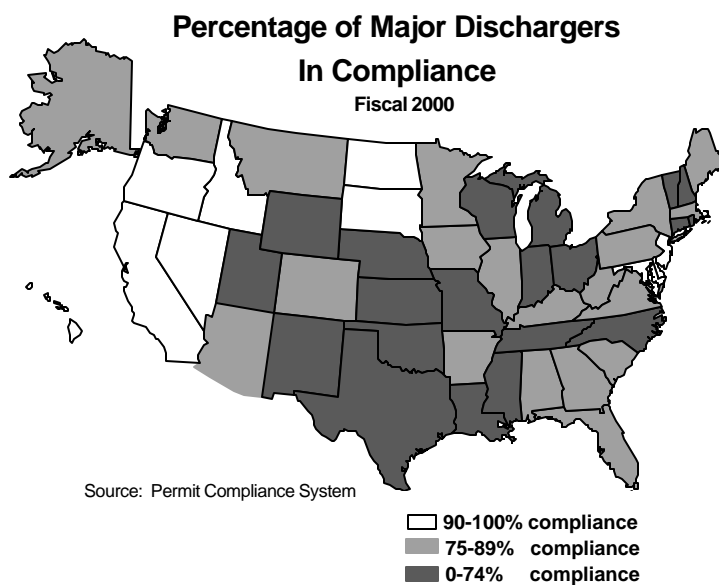 Percentage of Major Dischargers
In Compliance
Fiscal 2000
Source: Permit Compliance System
90-100% compliance
75-89% compliance
0-74% compliance